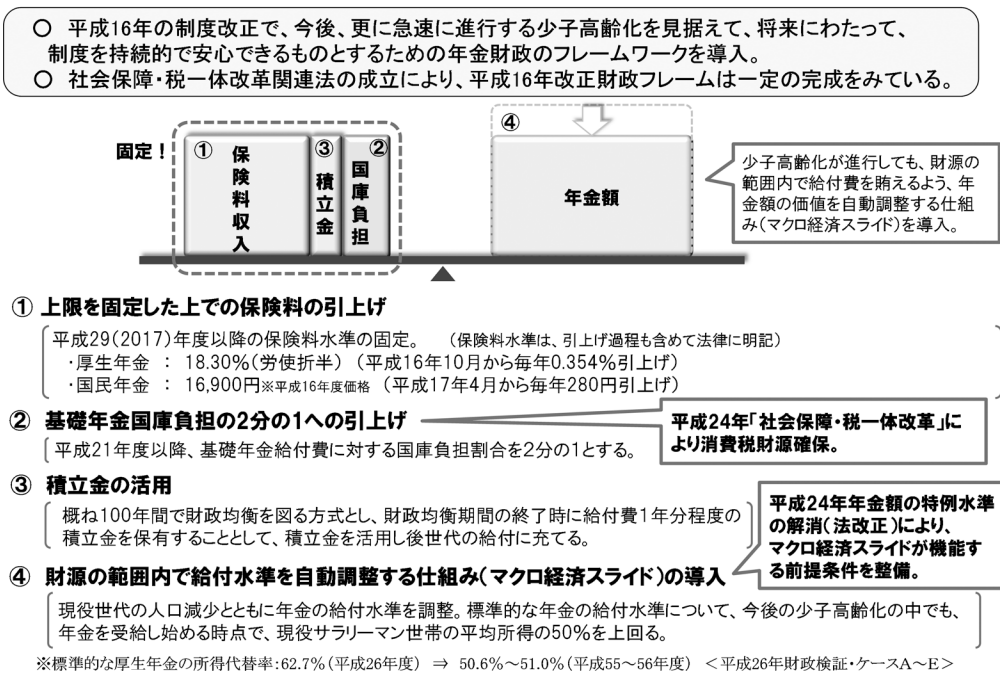 ○ 平成16年の制度改正で、今後、更に急速に進行する少子高齢化を見据えて、将来にわたって、
制度を持続的で安心できるものとするための年金財政のフレームワークを導入。
○ 社会保障・税一体改革関連法の成立により、平成16年改正財政フレームは一定の完成をみている。
固定！
①
保険料収入
③
積立金
②
国庫負担
④
年金額
少子高齢化が進行しても、財源の
範囲内で給付費を賄えるよう、年
金額の価値を自動調整する仕組
み(マクロ経済スライド)を導入。
① 上限を固定した上での保険料の引上げ
平成29(2017)年度以降の保険料水準の固定。 (保険料水準は、引上げ過程も含めて法律に明記)
・厚生年金 ： 18.30%(労使折半) (平成16年10月から毎年0.354%引上げ)
・国民年金 ： 16,900円※平成16年度価格 (平成17年4月から毎年280円引上げ)
② 基礎年金国庫負担の2分の1への引上げ
平成21年度以降、基礎年金給付費に対する国庫負担割合を2分の1とする。
平成24年「社会保障・税一体改革」に
より消費税財源確保。
③ 積立金の活用
概ね100年間で財政均衡を図る方式とし、財政均衡期間の終了時に給付費1年分程度の
積立金を保有することとして、積立金を活用し後世代の給付に充てる。
平成24年年金額の特例水準
の解消(法改正)により、
マクロ経済スライドが機能す
る前提条件を整備。
④ 財源の範囲内で給付水準を自動調整する仕組み(マクロ経済スライド)の導入
現役世代の人口減少とともに年金の給付水準を調整。標準的な年金の給付水準について、今後の少子高齢化の中でも、
年金を受給し始める時点で、現役サラリーマン世帯の平均所得の50%を上回る。
※標準的な厚生年金の所得代替率：62.7%(平成26年度) ⇒ 50.6%～51.0%(平成55～56年度) ＜平成26年財政検証・ケースA～E＞